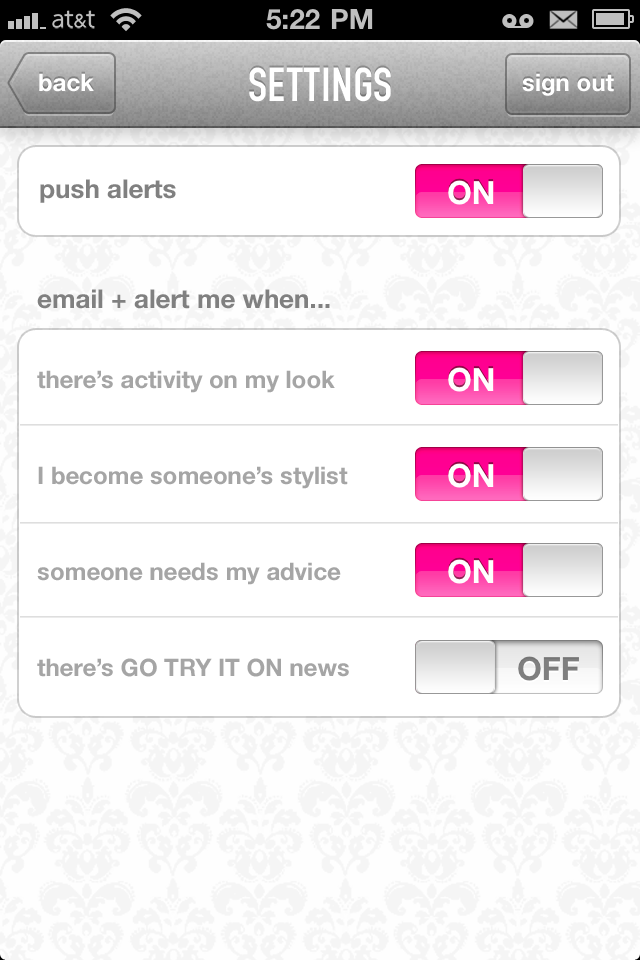 at&t 5:22 PM
back SETTINGS sign out
push alerts ON
email + alert me when...
there's activity on my look ON
I become someone's stylist ON
someone needs my advice ON
there's GO TRY IT ON news OFF